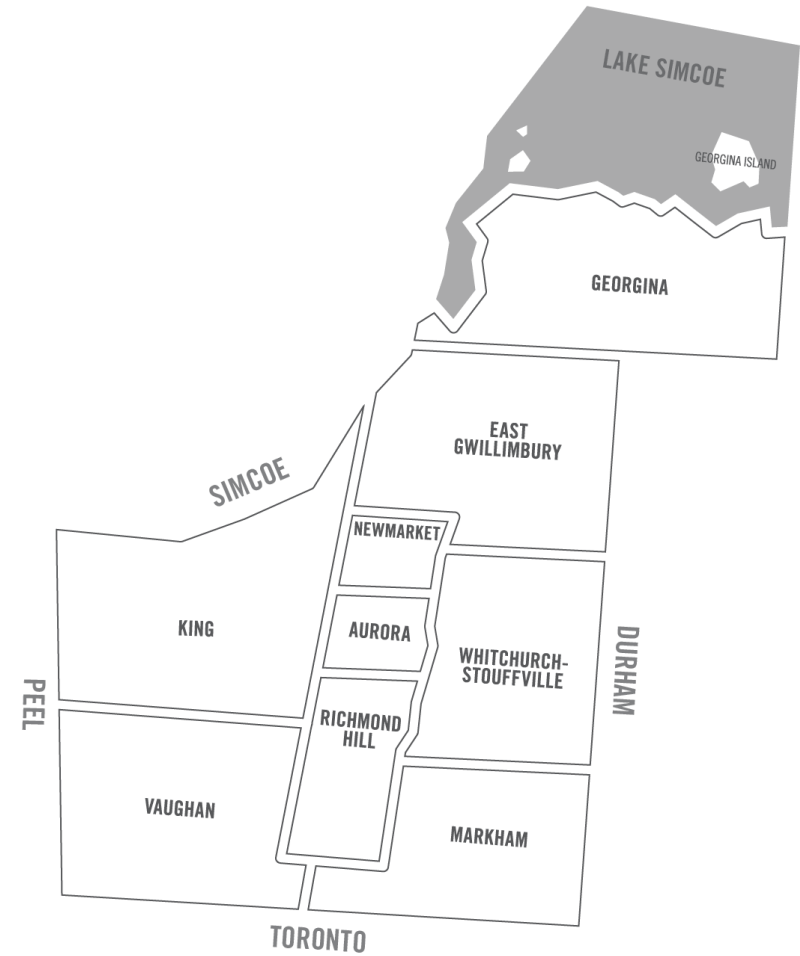 LAKE SIMCOE
GEORGINA ISLAND
GEORGINA
EAST
GWILLIMBURY
SIMCOE
NEWMARKET
KING
AURORA
WHITCHURCH-
STOUFFVILLE
DURHAM
PEEL
RICHMOND
HILL
VAUGHAN
MARKHAM
TORONTO